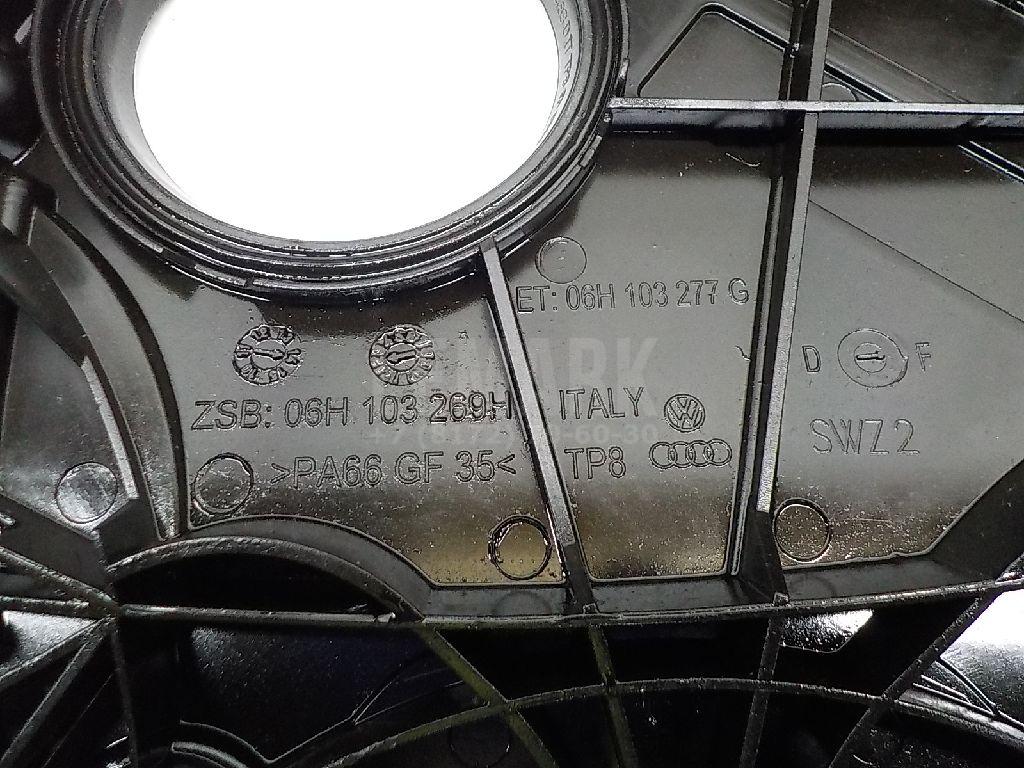 ET: 06H 103 277 G
ZSB: 06H 103 269H
>PA66 GF 35<
ITALY
TP8
D F
SWZ2